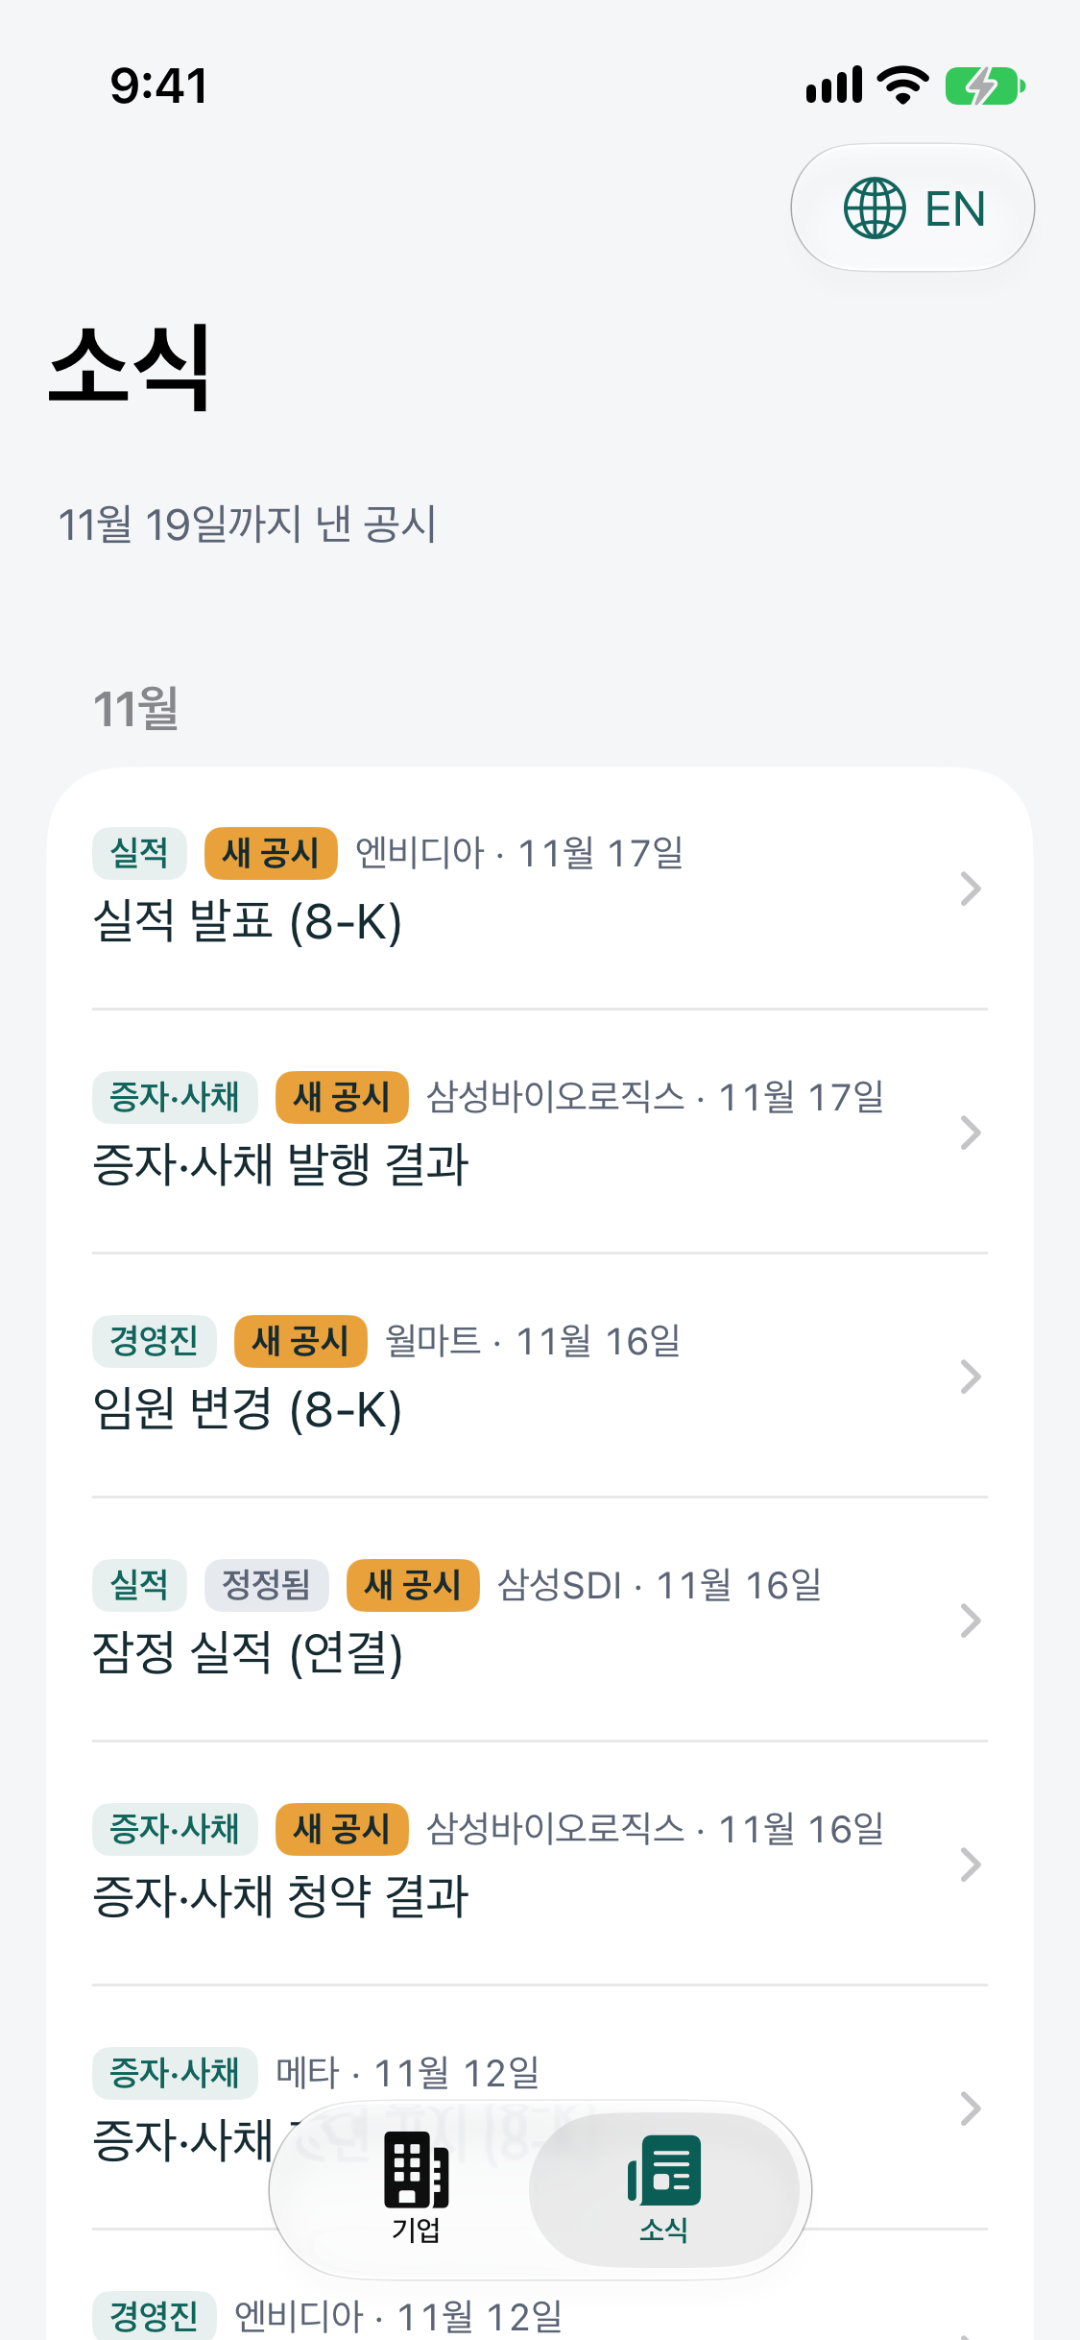 9:41
EN
소식
11월 19일까지 낸 공시
11월
실적 새 공시 엔비디아 · 11월 17일
실적 발표 (8-K)
증자·사채 새 공시 삼성바이오로직스 · 11월 17일
증자·사채 발행 결과
경영진 새 공시 월마트 · 11월 16일
임원 변경 (8-K)
실적 정정됨 새 공시 삼성SDI · 11월 16일
잠정 실적 (연결)
증자·사채 새 공시 삼성바이오로직스 · 11월 16일
증자·사채 청약 결과
증자·사채 메타 · 11월 12일
증자·사채
기업 소식
경영진 엔비디아 · 11월 12일